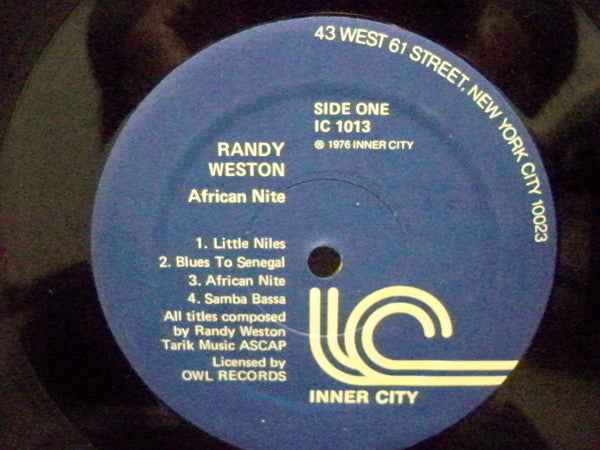 43 WEST 61 STREET, NEW YORK CITY 10023
SIDE ONE
IC 1013
℗ 1976 INNER CITY
RANDY
WESTON
African Nite
1. Little Niles
2. Blues To Senegal
3. African Nite
4. Samba Bassa
All titles composed
by Randy Weston
Tarik Music ASCAP
Licensed by
OWL RECORDS
IC
INNER CITY